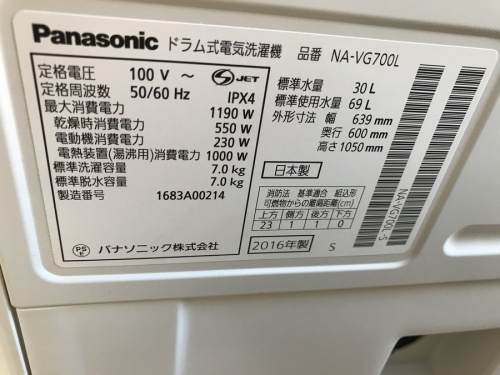 Panasonic ドラム式電気洗濯機 品番 NA-VG700L
定格電圧 100 V ～
定格周波数 50/60 Hz
S JET
IPX4
最大消費電力 1190 W
乾燥時消費電力 550 W
電動機消費電力 230 W
電熱装置(湯沸用)消費電力 1000 W
標準洗濯容量 7.0 kg
標準脱水容量 7.0 kg
製造番号 1683A00214
PS
E
パナソニック株式会社
標準水量 30 L
標準使用水量 69 L
外形寸法 幅 639 mm
奥行 600 mm
高さ 1050 mm
日本製
消防法 基準適合 組込形
可燃物からの離隔距離(cm)
上方 側方 後方 下方
23 1 1 0
2016年製 S
NA-VG700L-S